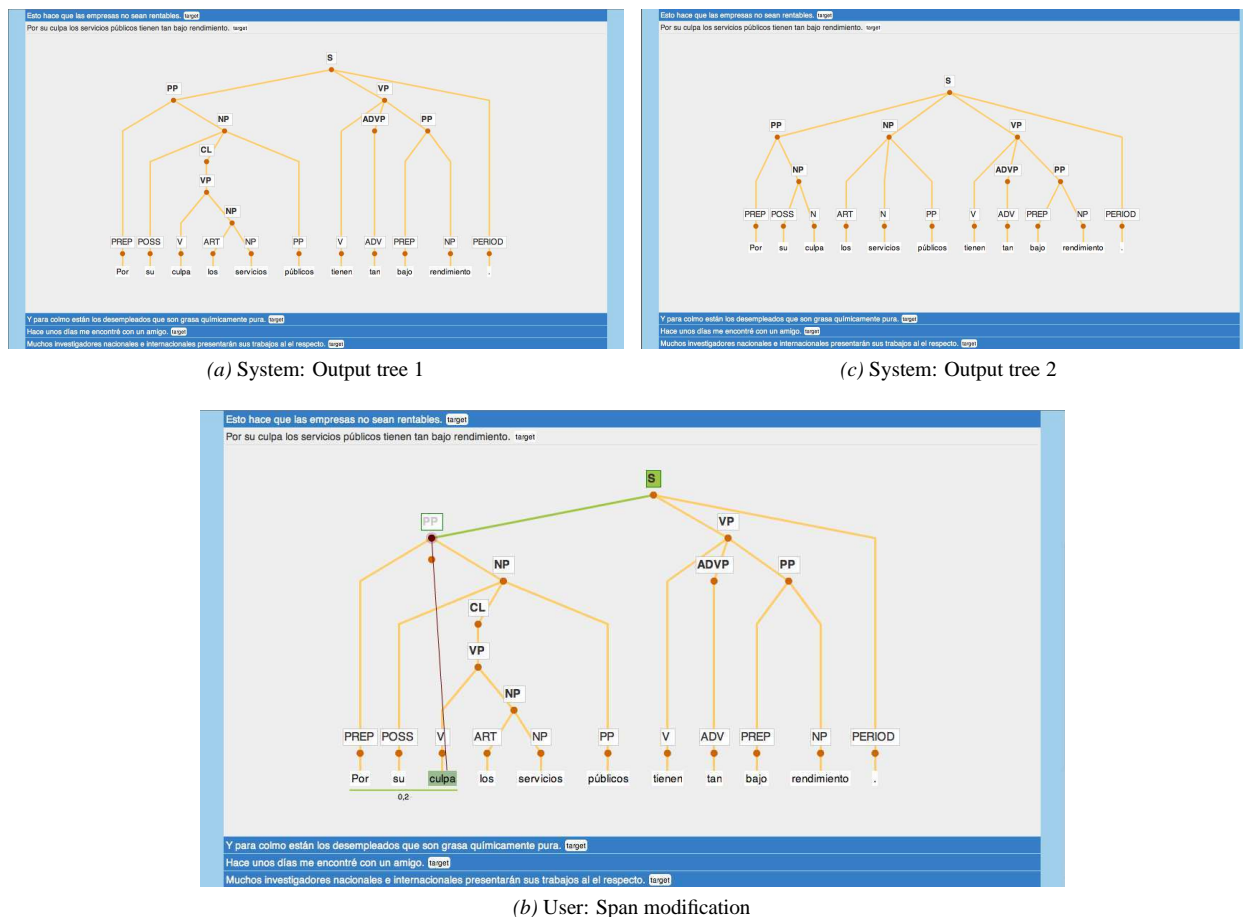 Esto hace que las empresas no sean rentables. target
Por su culpa los servicios públicos tienen tan bajo rendimiento. target
S
PP VP
NP ADVP PP
CL
VP
NP
PREP POSS V ART NP PP V ADV PREP NP PERIOD
Por su culpa los servicios públicos tienen tan bajo rendimiento .
Y para colmo están los desempleados que son grasa químicamente pura. target
Hace unos días me encontré con un amigo. target
Muchos investigadores nacionales e internacionales presentarán sus trabajos al el respecto. target
(a) System: Output tree 1
Esto hace que las empresas no sean rentables. target
Por su culpa los servicios públicos tienen tan bajo rendimiento. target
S
PP NP VP
NP ADVP PP
PREP POSS N ART N PP V ADV PREP NP PERIOD
Por su culpa los servicios públicos tienen tan bajo rendimiento .
Y para colmo están los desempleados que son grasa químicamente pura. target
Hace unos días me encontré con un amigo. target
Muchos investigadores nacionales e internacionales presentarán sus trabajos al el respecto. target
(c) System: Output tree 2
Esto hace que las empresas no sean rentables. target
Por su culpa los servicios públicos tienen tan bajo rendimiento. target
S
PP VP
NP ADVP PP
CL
VP
NP
PREP POSS V ART NP PP V ADV PREP NP PERIOD
Por su culpa los servicios públicos tienen tan bajo rendimiento .
0,2
Y para colmo están los desempleados que son grasa químicamente pura. target
Hace unos días me encontré con un amigo. target
Muchos investigadores nacionales e internacionales presentarán sus trabajos al el respecto. target
(b) User: Span modification